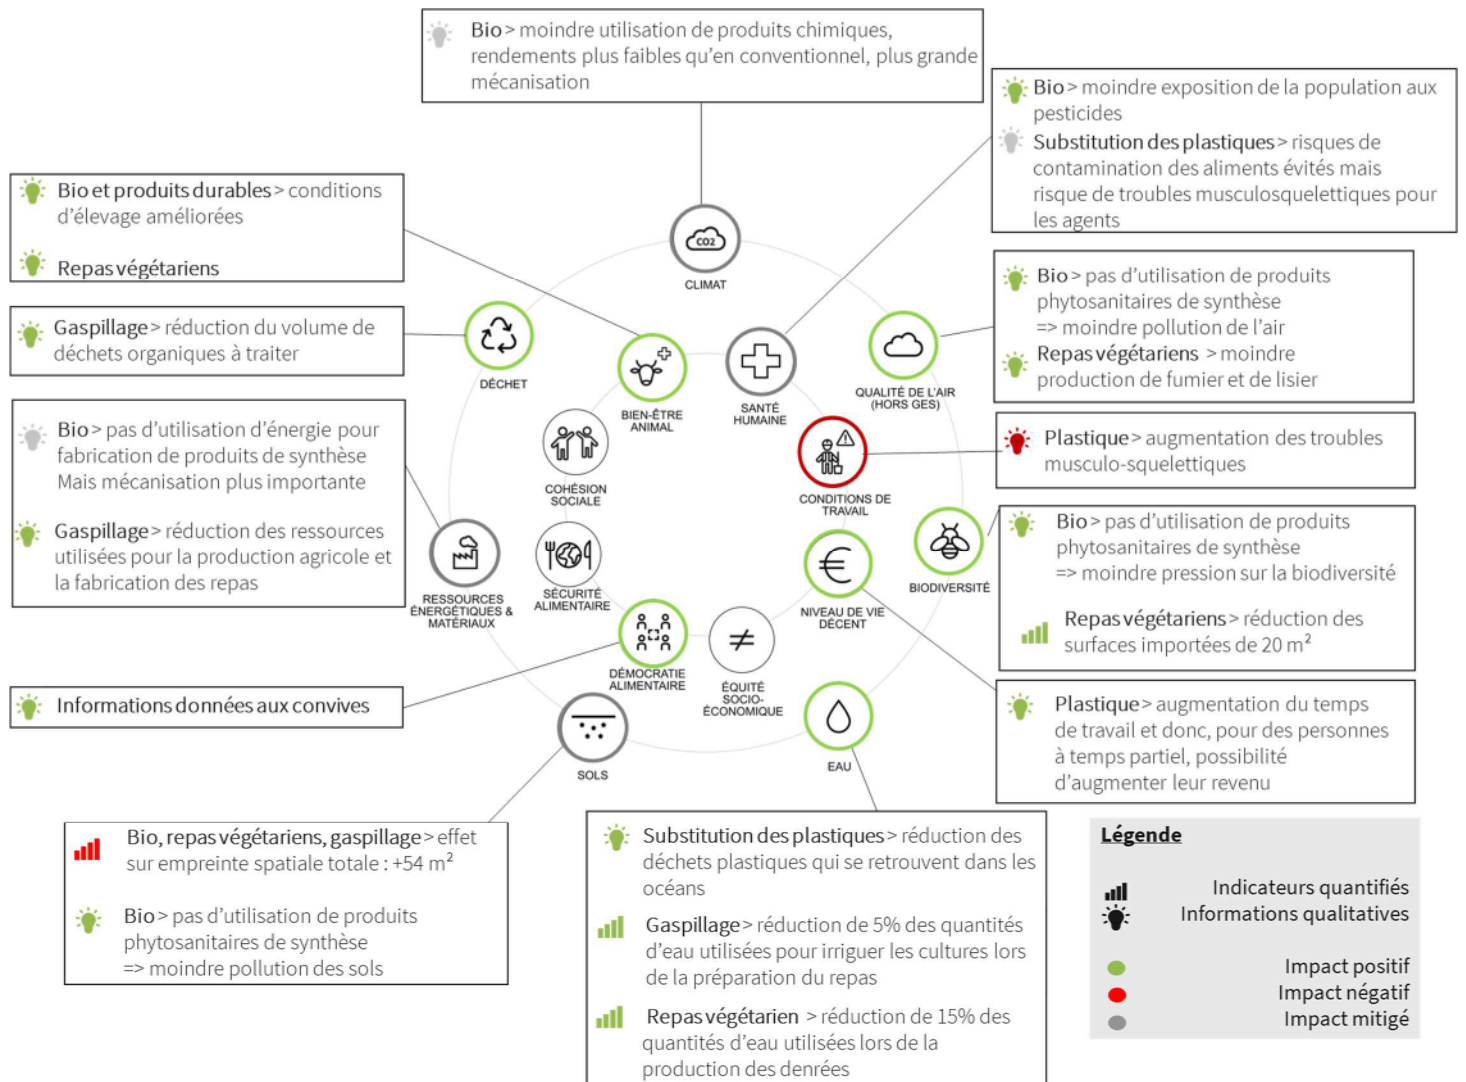 Bio > moindre utilisation de produits chimiques,
rendements plus faibles qu'en conventionnel, plus grande
mécanisation
Bio > moindre exposition de la population aux
pesticides
Substitution des plastiques > risques de
contamination des aliments évités mais
risque de troubles musculosquelettiques pour
les agents
Bio et produits durables > conditions
d'élevage améliorées
Repas végétariens
Gaspillage > réduction du volume de
déchets organiques à traiter
Bio > pas d'utilisation de produits
phytosanitaires de synthèse
=> moindre pollution de l'air
Repas végétariens > moindre
production de fumier et de lisier
Bio > pas d'utilisation d'énergie pour
fabrication de produits de synthèse
Mais mécanisation plus importante
Gaspillage > réduction des ressources
utilisées pour la production agricole et
la fabrication des repas
Plastique > augmentation des troubles
musculo-squelettiques
Bio > pas d'utilisation de produits
phytosanitaires de synthèse
=> moindre pression sur la biodiversité
Repas végétariens > réduction des
surfaces importées de 20 m²
Informations données aux convives
Plastique > augmentation du temps
de travail et donc, pour des personnes
à temps partiel, possibilité
d'augmenter leur revenu
CO2
CLIMAT
DÉCHET
BIEN-ÊTRE
ANIMAL
SANTÉ
HUMAINE
QUALITÉ DE L'AIR
(HORS GES)
COHÉSION
SOCIALE
CONDITIONS DE
TRAVAIL
RESSOURCES
ÉNERGÉTIQUES &
MATÉRIAUX
SÉCURITÉ
ALIMENTAIRE
NIVEAU DE VIE
DÉCENT
BIODIVERSITÉ
DÉMOCRATIE
ALIMENTAIRE
ÉQUITÉ
SOCIO-
ÉCONOMIQUE
SOLS
EAU
Bio, repas végétariens, gaspillage > effet
sur empreinte spatiale totale : +54 m²
Bio > pas d'utilisation de produits
phytosanitaires de synthèse
=> moindre pollution des sols
Substitution des plastiques > réduction des
déchets plastiques qui se retrouvent dans les
océans
Gaspillage > réduction de 5% des quantités
d'eau utilisées pour irriguer les cultures lors
de la préparation du repas
Repas végétarien > réduction de 15% des
quantités d'eau utilisées lors de la
production des denrées
Légende
Indicateurs quantifiés
Informations qualitatives
Impact positif
Impact négatif
Impact mitigé